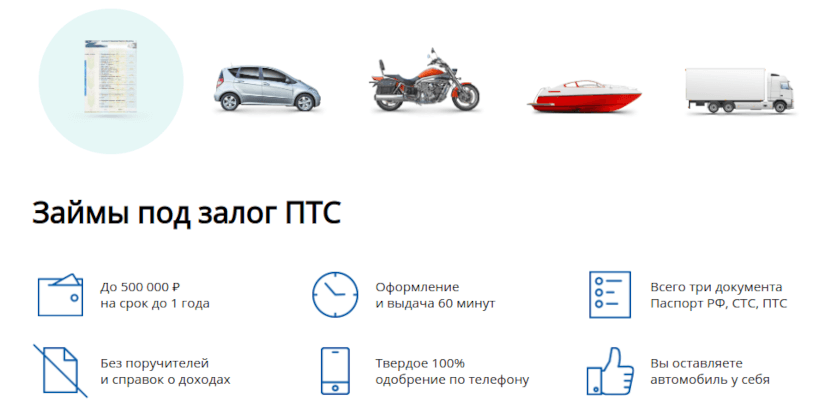 Займы под залог ПТС
До 500 000 ₽
на срок до 1 года
Оформление
и выдача 60 минут
Всего три документа
Паспорт РФ, СТС, ПТС
Без поручителей
и справок о доходах
Твердое 100%
одобрение по телефону
Вы оставляете
автомобиль у себя